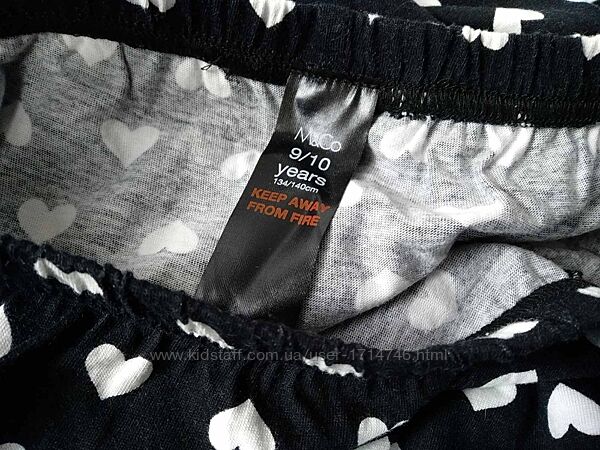 M&Co
9/10
years
134/140cm
KEEP AWAY
FROM FIRE
www.kidstaff.com.ua/user-1714746.html